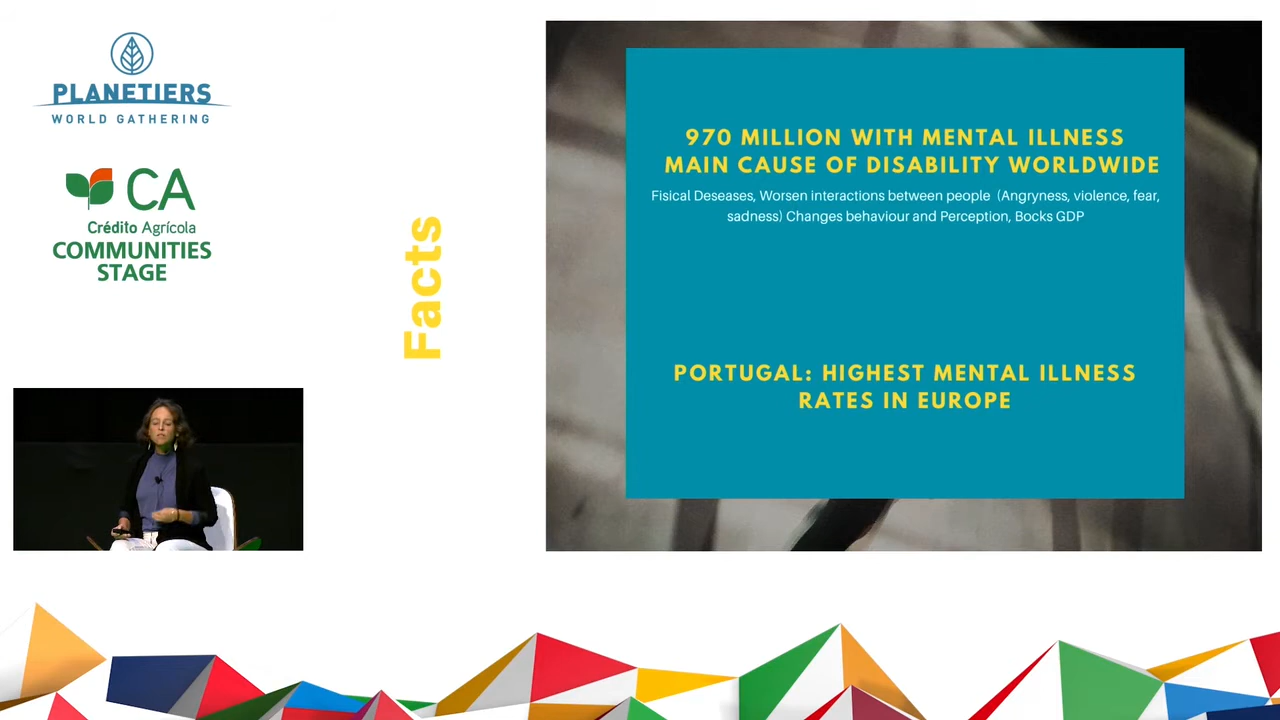 PLANETIERS
WORLD GATHERING
CA
Crédito Agrícola
COMMUNITIES
STAGE
Facts
970 MILLION WITH MENTAL ILLNESS
MAIN CAUSE OF DISABILITY WORLDWIDE
Fisical Deseases, Worsen interactions between people (Angryness, violence, fear,
sadness) Changes behaviour and Perception, Bocks GDP
PORTUGAL: HIGHEST MENTAL ILLNESS
RATES IN EUROPE